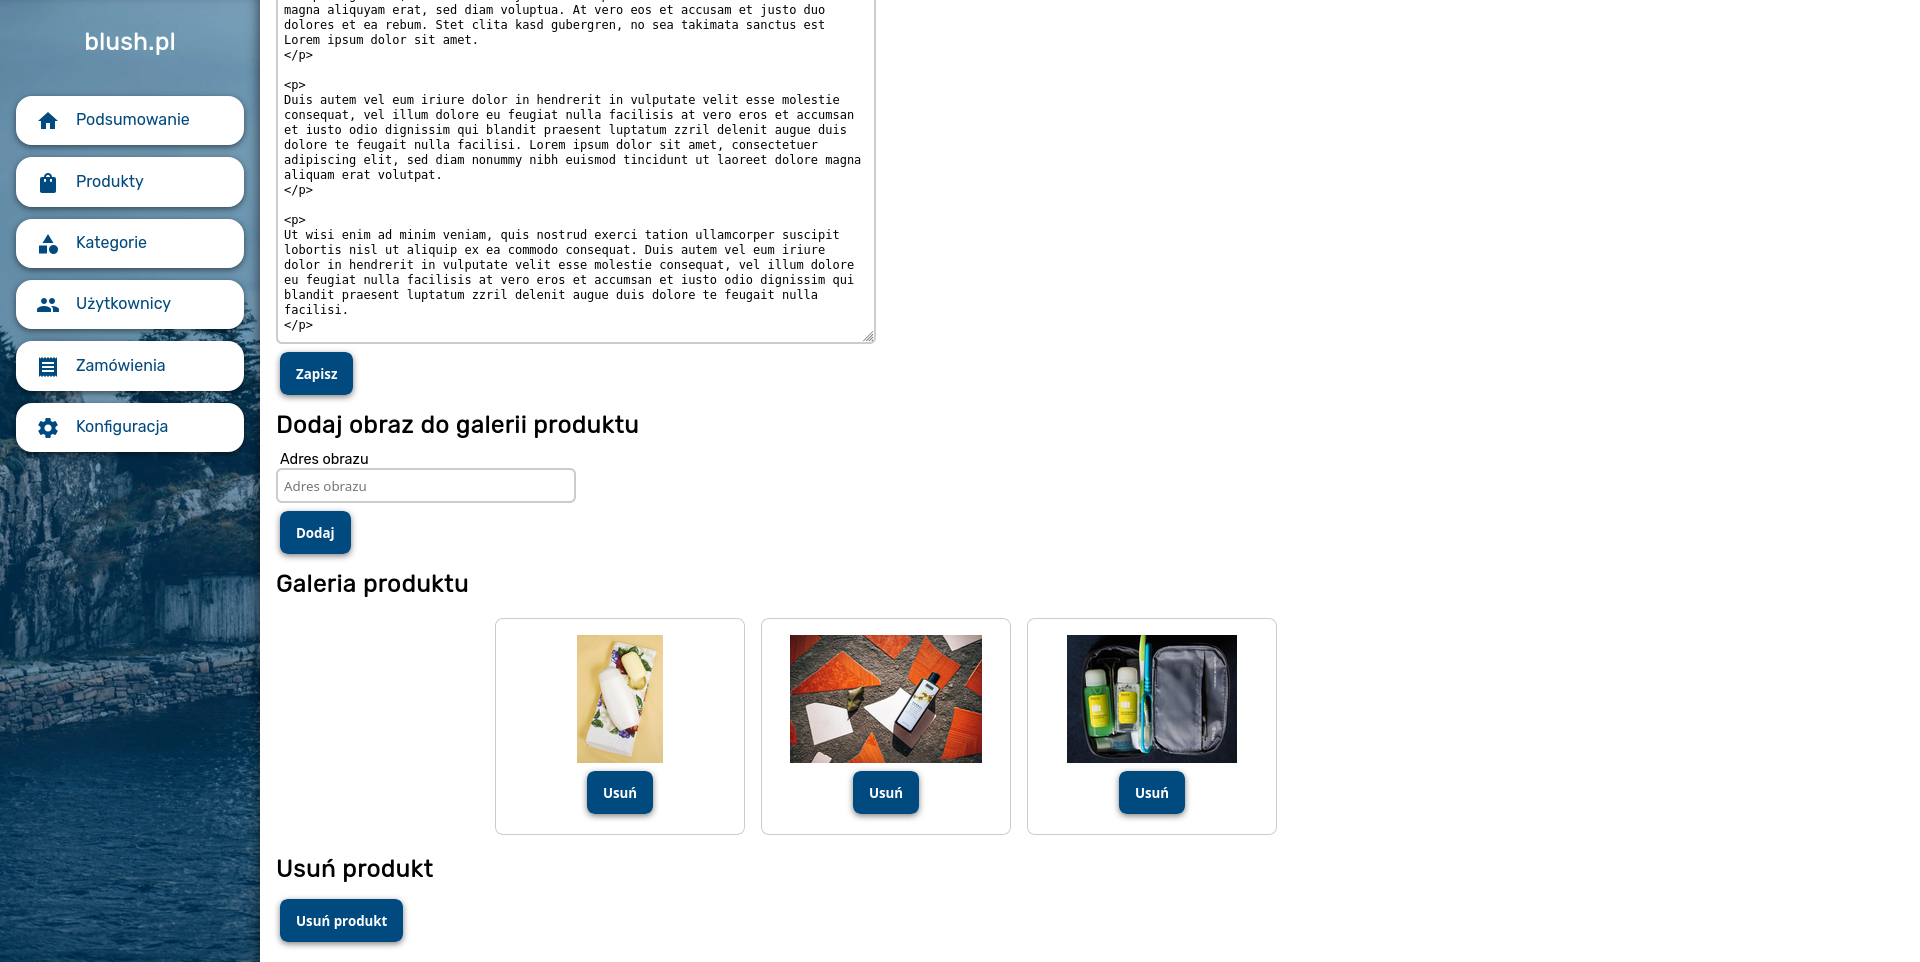 blush.pl
Podsumowanie
Produkty
Kategorie
Użytkownicy
Zamówienia
Konfiguracja
magna aliquyam erat, sed diam voluptua. At vero eos et accusam et justo duo
dolores et ea rebum. Stet clita kasd gubergren, no sea takimata sanctus est
Lorem ipsum dolor sit amet.
</p>
<p>
Duis autem vel eum iriure dolor in hendrerit in vulputate velit esse molestie
consequat, vel illum dolore eu feugiat nulla facilisis at vero eros et accumsan
et iusto odio dignissim qui blandit praesent luptatum zzril delenit augue duis
dolore te feugait nulla facilisi. Lorem ipsum dolor sit amet, consectetuer
adipiscing elit, sed diam nonummy nibh euismod tincidunt ut laoreet dolore magna
aliquam erat volutpat.
</p>
<p>
Ut wisi enim ad minim veniam, quis nostrud exerci tation ullamcorper suscipit
lobortis nisl ut aliquip ex ea commodo consequat. Duis autem vel eum iriure
dolor in hendrerit in vulputate velit esse molestie consequat, vel illum dolore
eu feugiat nulla facilisis at vero eros et accumsan et iusto odio dignissim qui
blandit praesent luptatum zzril delenit augue duis dolore te feugait nulla
facilisi.
</p>
Zapisz
Dodaj obraz do galerii produktu
Adres obrazu
Adres obrazu
Dodaj
Galeria produktu
Usuń
Usuń
Usuń
Usuń produkt
Usuń produkt